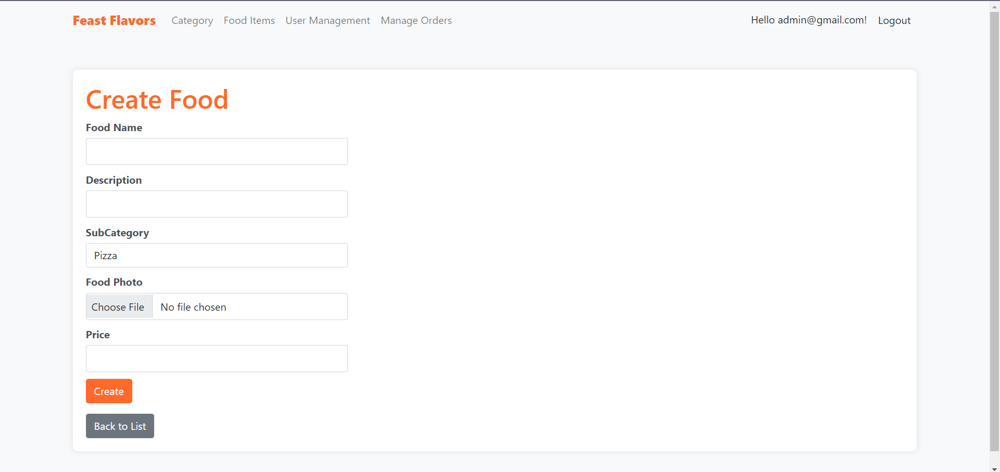 Feast Flavors Category Food Items User Management Manage Orders Hello admin@gmail.com! Logout
Create Food
Food Name
Description
SubCategory
Pizza
Food Photo
Choose File No file chosen
Price
Create
Back to List